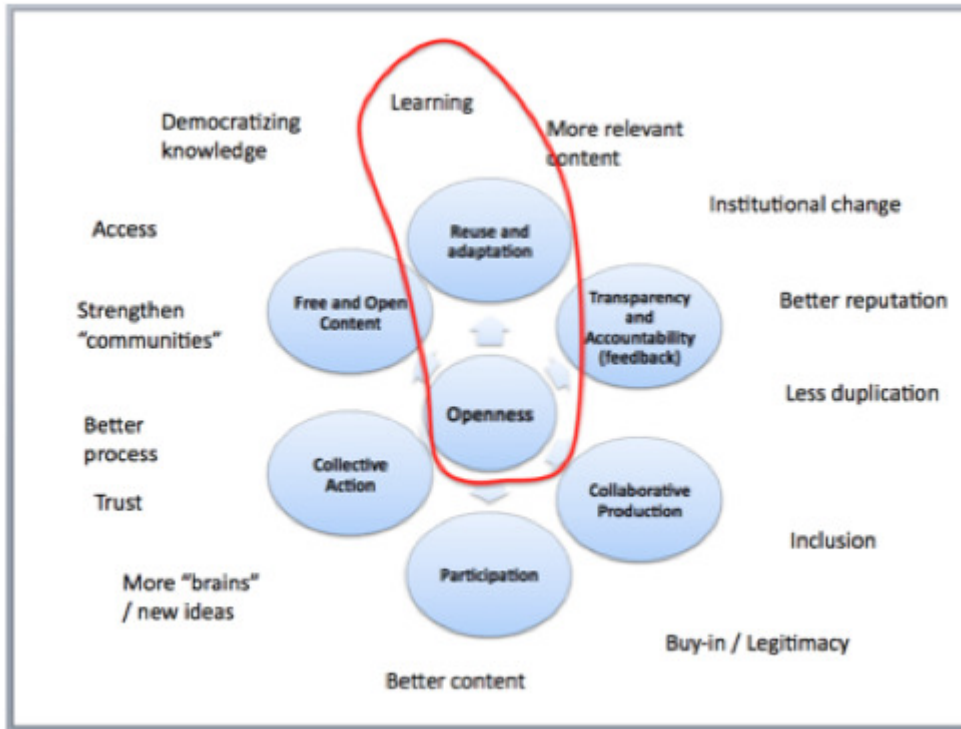 Learning
Democratizing
knowledge
More relevant
content
Institutional change
Access
Reuse and
adaptation
Free and Open
Content
Transparency
and
Accountability
(feedback)
Better reputation
Strengthen
“communities”
Less duplication
Openness
Better
process
Collective
Action
Collaborative
Production
Trust
Inclusion
Participation
More “brains”
/ new ideas
Buy-in / Legitimacy
Better content